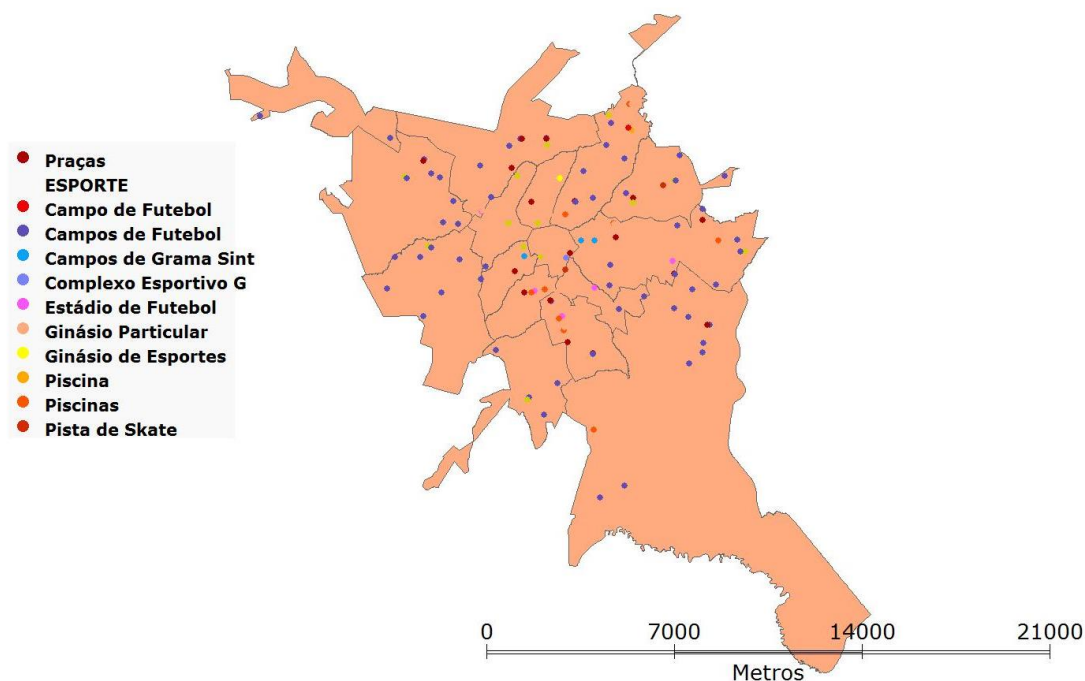 Praças
ESPORTE
Campo de Futebol
Campos de Futebol
Campos de Grama Sint
Complexo Esportivo G
Estádio de Futebol
Ginásio Particular
Ginásio de Esportes
Piscina
Piscinas
Pista de Skate
0 7000 14000 21000
Metros